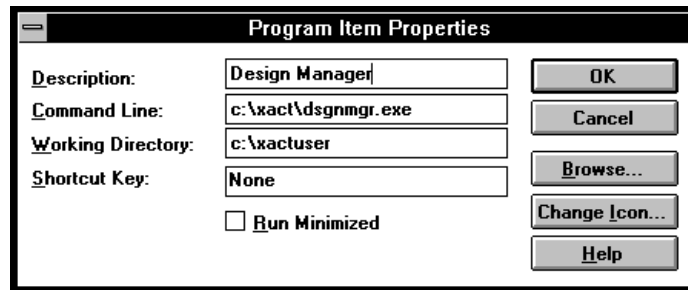 Program Item Properties
Description: Design Manager OK
Command Line: c:\xact\dsgnmgr.exe Cancel
Working Directory: c:\xactuser
Shortcut Key: None Browse...
Run Minimized Change Icon...
Help